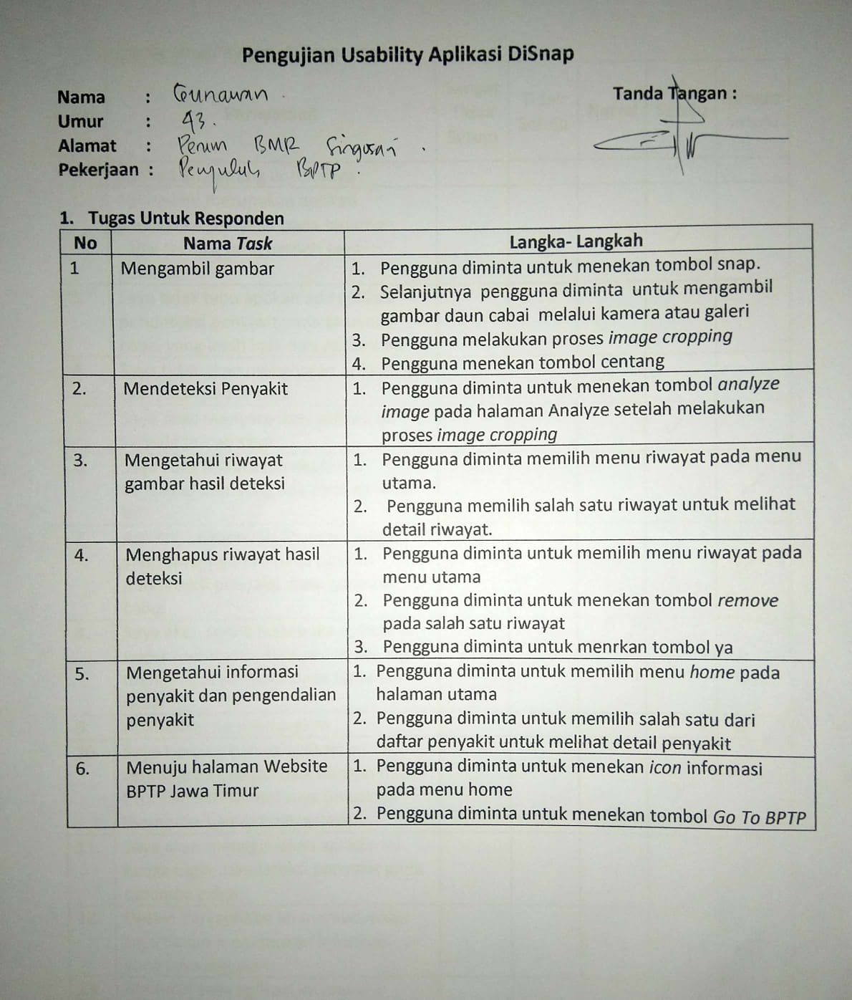 Pengujian Usability Aplikasi DiSnap
Nama : Gunawan.
Tanda Tangan :
Umur : 43.
Alamat : Perum BMR Singosari.
Pekerjaan : Penyuluh BPTP.
1. Tugas Untuk Responden
No Nama Task Langka- Langkah
1 Mengambil gambar 1. Pengguna diminta untuk menekan tombol snap.
2. Selanjutnya pengguna diminta untuk mengambil
gambar daun cabai melalui kamera atau galeri
3. Pengguna melakukan proses image cropping
4. Pengguna menekan tombol centang
2. Mendeteksi Penyakit 1. Pengguna diminta untuk menekan tombol analyze
image pada halaman Analyze setelah melakukan
proses image cropping
3. Mengetahui riwayat 1. Pengguna diminta memilih menu riwayat pada menu
gambar hasil deteksi utama.
2. Pengguna memilih salah satu riwayat untuk melihat
detail riwayat.
4. Menghapus riwayat hasil 1. Pengguna diminta untuk memilih menu riwayat pada
deteksi menu utama
2. Pengguna diminta untuk menekan tombol remove
pada salah satu riwayat
3. Pengguna diminta untuk menrkan tombol ya
5. Mengetahui informasi 1. Pengguna diminta untuk memilih menu home pada
penyakit dan pengendalian halaman utama
penyakit 2. Pengguna diminta untuk memilih salah satu dari
daftar penyakit untuk melihat detail penyakit
6. Menuju halaman Website 1. Pengguna diminta untuk menekan icon informasi
BPTP Jawa Timur pada menu home
2. Pengguna diminta untuk menekan tombol Go To BPTP